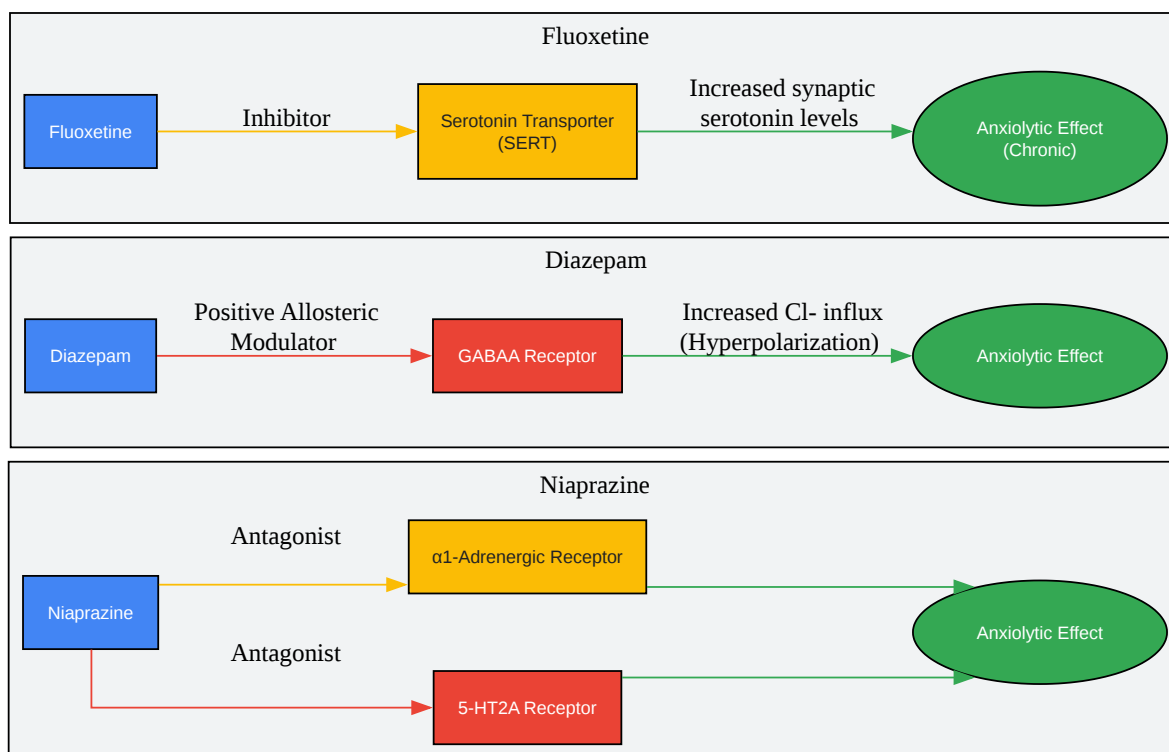 Fluoxetine
Fluoxetine
Inhibitor
Serotonin Transporter
(SERT)
Increased synaptic
serotonin levels
Anxiolytic Effect
(Chronic)
Diazepam
Diazepam
Positive Allosteric
Modulator
GABAA Receptor
Increased Cl- influx
(Hyperpolarization)
Anxiolytic Effect
Niaprazine
Niaprazine
Antagonist
α1-Adrenergic Receptor
Antagonist
5-HT2A Receptor
Anxiolytic Effect